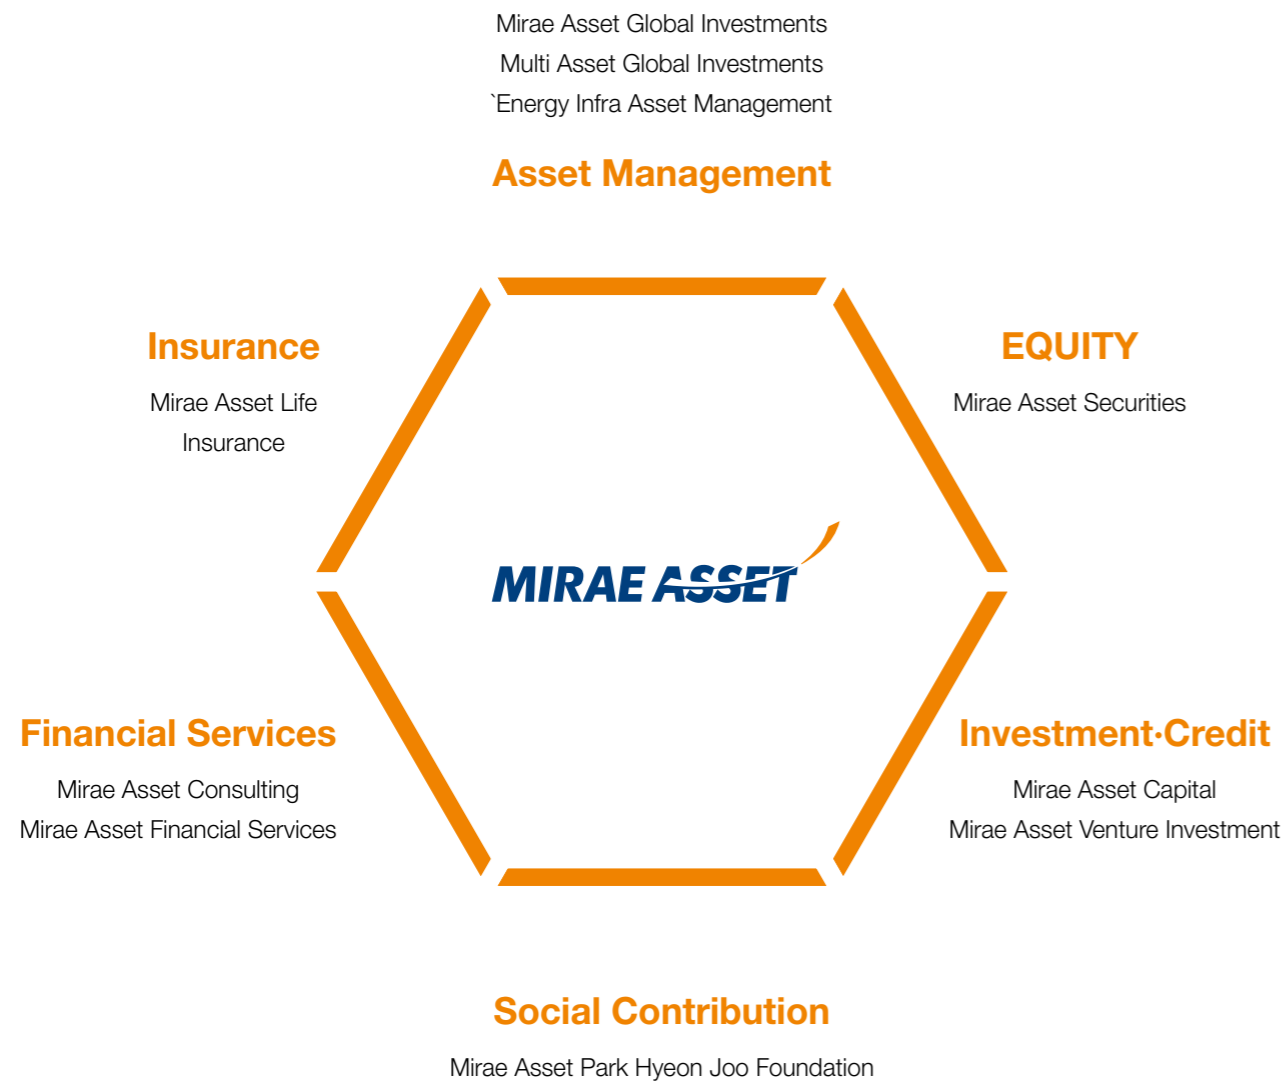 Mirae Asset Global Investments
Multi Asset Global Investments
`Energy Infra Asset Management
Asset Management
Insurance
Mirae Asset Life
Insurance
EQUITY
Mirae Asset Securities
MIRAE ASSET
Financial Services
Mirae Asset Consulting
Mirae Asset Financial Services
Investment·Credit
Mirae Asset Capital
Mirae Asset Venture Investment
Social Contribution
Mirae Asset Park Hyeon Joo Foundation